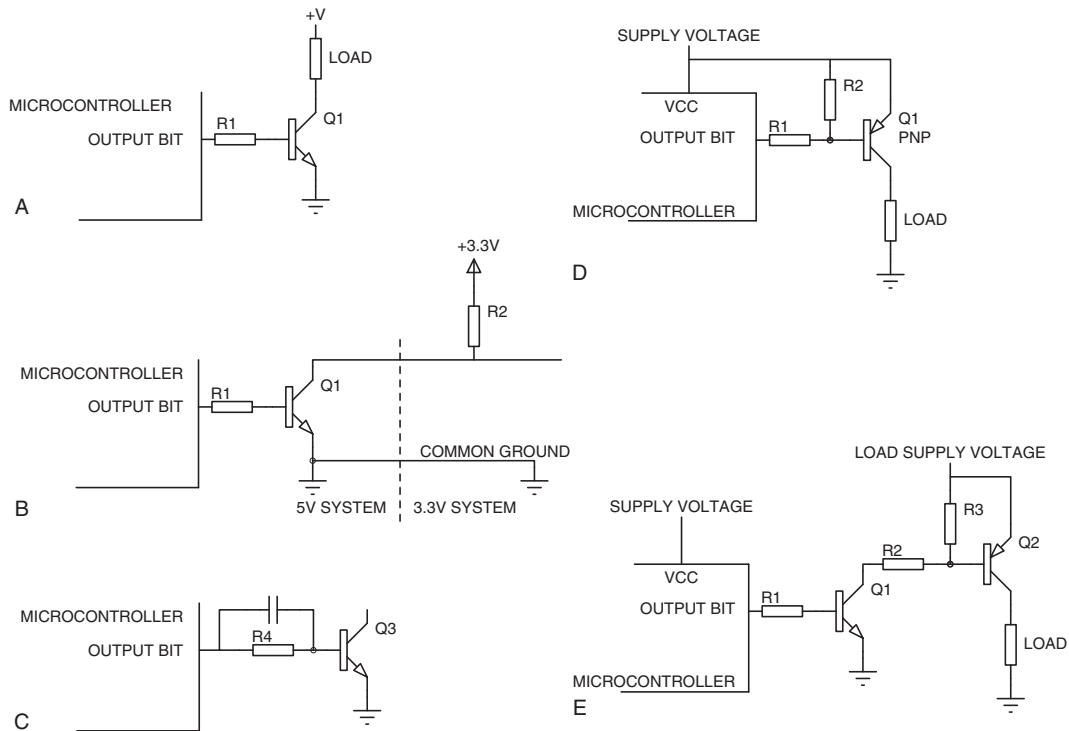 +V
LOAD
MICROCONTROLLER
OUTPUT BIT
R1
Q1
A
+3.3V
R2
MICROCONTROLLER
OUTPUT BIT
R1
Q1
COMMON GROUND
5V SYSTEM
3.3V SYSTEM
B
MICROCONTROLLER
OUTPUT BIT
R4
Q3
C
SUPPLY VOLTAGE
VCC
R2
OUTPUT BIT
R1
Q1
PNP
MICROCONTROLLER
LOAD
D
LOAD SUPPLY VOLTAGE
SUPPLY VOLTAGE
R3
VCC
R2
Q2
OUTPUT BIT
R1
Q1
LOAD
MICROCONTROLLER
E